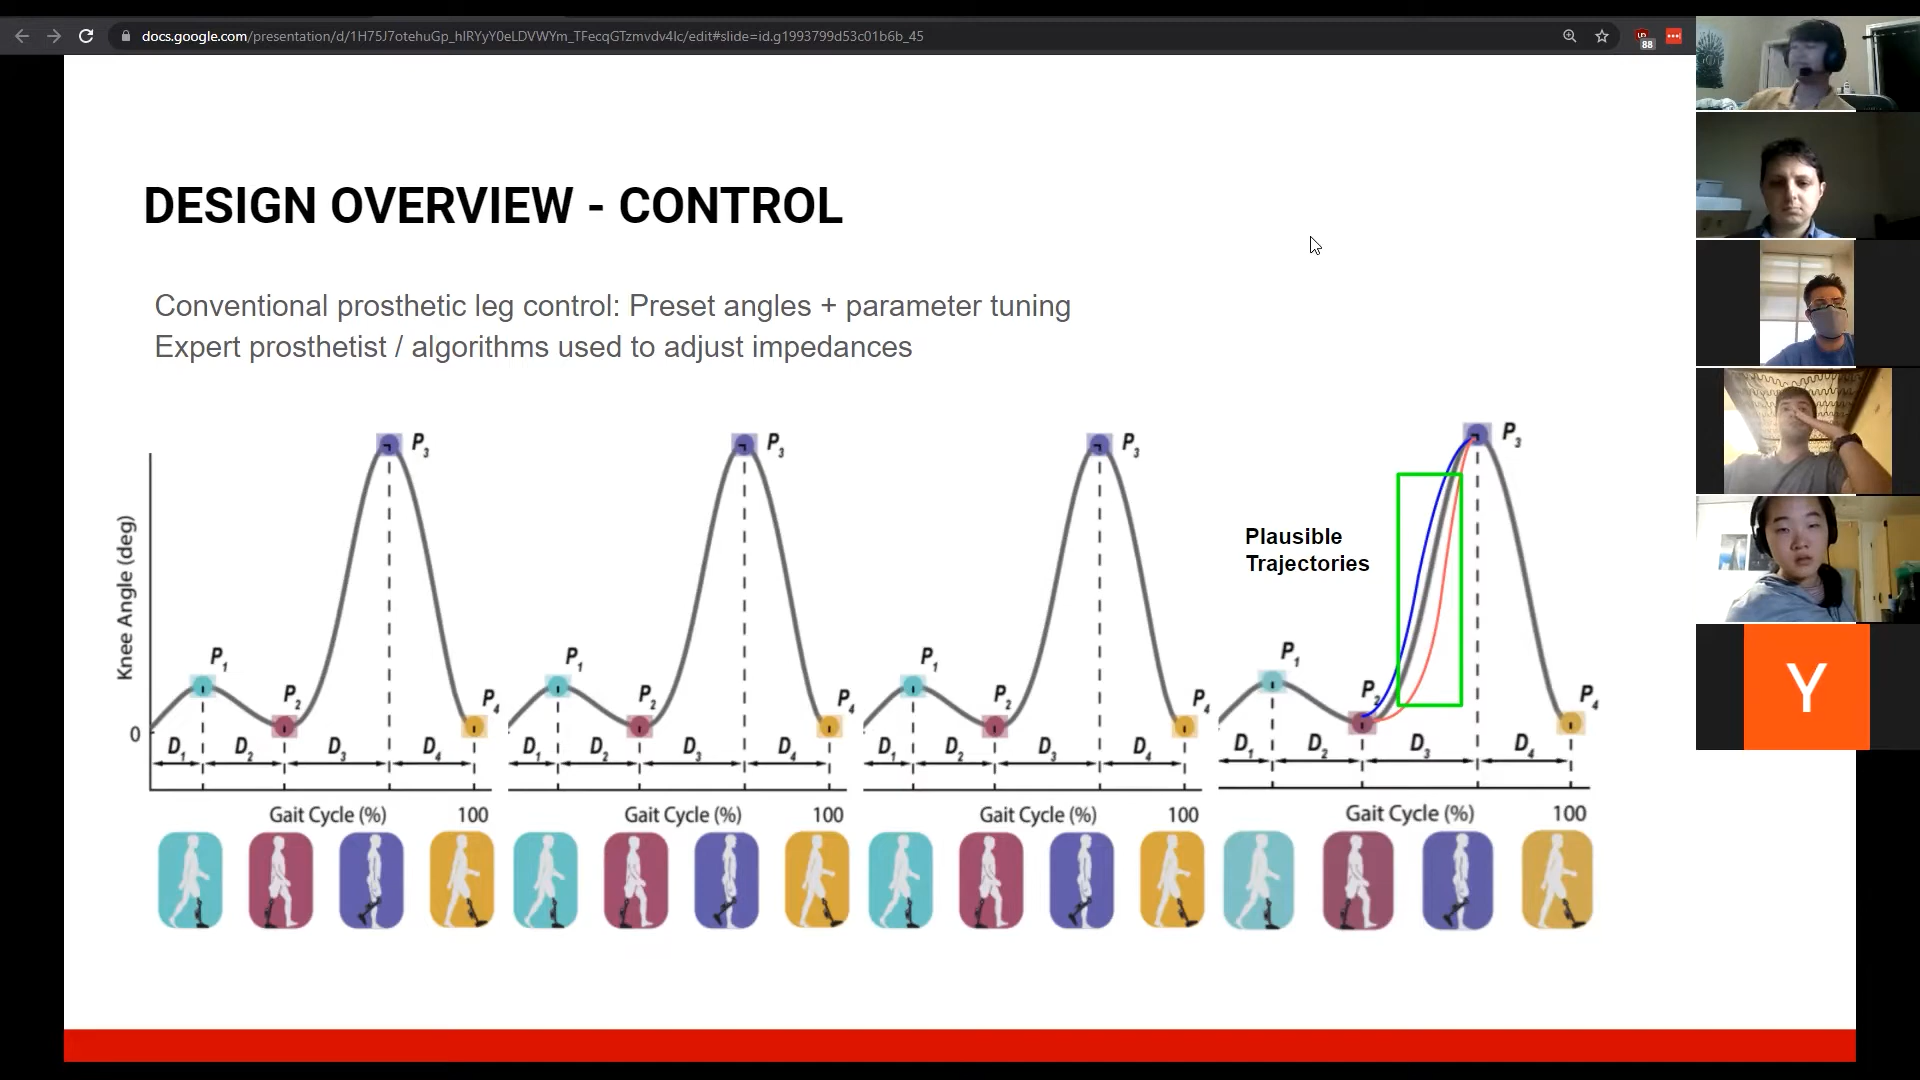 docs.google.com/presentation/d/1H75J7otehuGp_hlRYyY0eLDVWYm_TFecqGTzmvdv4lc/edit#slide=id.g1993799d53c01b6b_45
88
DESIGN OVERVIEW - CONTROL
Conventional prosthetic leg control: Preset angles + parameter tuning
Expert prosthetist / algorithms used to adjust impedances
Knee Angle (deg)
0
P1 P2 P3 P4
D1 D2 D3 D4
Gait Cycle (%) 100
P1 P2 P3 P4
D1 D2 D3 D4
Gait Cycle (%) 100
P1 P2 P3 P4
D1 D2 D3 D4
Gait Cycle (%) 100
Plausible
Trajectories
P1 P2 P3 P4
D1 D2 D3 D4
Gait Cycle (%) 100
Y